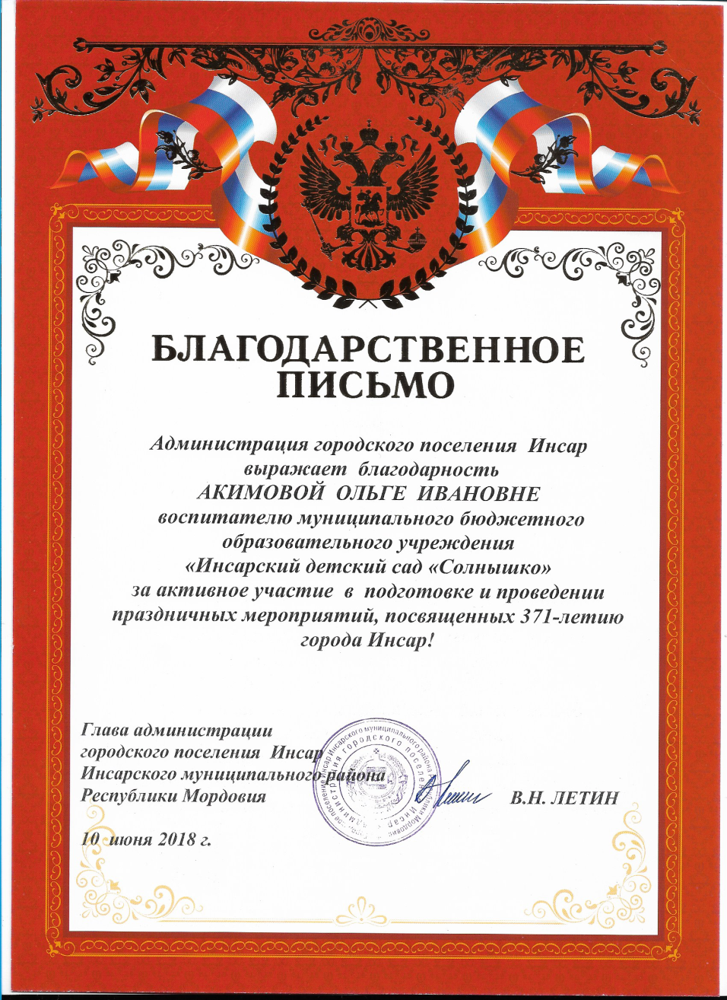 БЛАГОДАРСТВЕННОЕ
ПИСЬМО
Администрация городского поселения Инсар
выражает благодарность
АКИМОВОЙ ОЛЬГЕ ИВАНОВНЕ
воспитателю муниципального бюджетного
образовательного учреждения
«Инсарский детский сад «Солнышко»
за активное участие в подготовке и проведении
праздничных мероприятий, посвященных 371-летию
города Инсар!
Глава администрации
городского поселения Инсар
Инсарского муниципального района
Республики Мордовия
В.Н. ЛЕТИН
10 июня 2018 г.